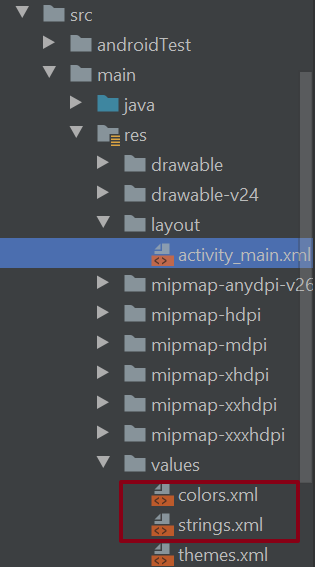 src
androidTest
main
java
res
drawable
drawable-v24
layout
activity_main.xml
mipmap-anydpi-v26
mipmap-hdpi
mipmap-mdpi
mipmap-xhdpi
mipmap-xxhdpi
mipmap-xxxhdpi
values
colors.xml
strings.xml
themes.xml